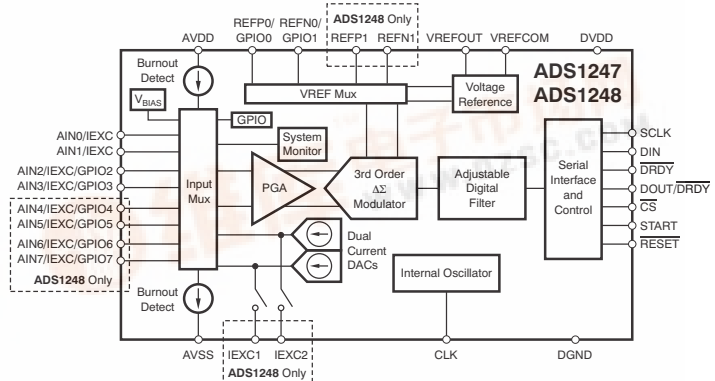 REFP0/ REFN0/ ADS1248 Only
GPIO0 GPIO1 REFP1 REFN1
AVDD VREFOUT VREFCOM DVDD
Burnout
Detect
ADS1247
ADS1248
VREF Mux
Voltage
Reference
VBIAS
GPIO
AIN0/IEXC
AIN1/IEXC
System
Monitor
AIN2/IEXC/GPIO2
AIN3/IEXC/GPIO3
AIN4/IEXC/GPIO4
AIN5/IEXC/GPIO5
AIN6/IEXC/GPIO6
AIN7/IEXC/GPIO7
ADS1248 Only
Input
Mux
PGA
3rd Order
ΔΣ
Modulator
Adjustable
Digital
Filter
Serial
Interface
and
Control
SCLK
DIN
DRDY
DOUT/DRDY
CS
START
RESET
Dual
Current
DACs
Internal Oscillator
Burnout
Detect
AVSS IEXC1 IEXC2 CLK DGND
ADS1248 Only